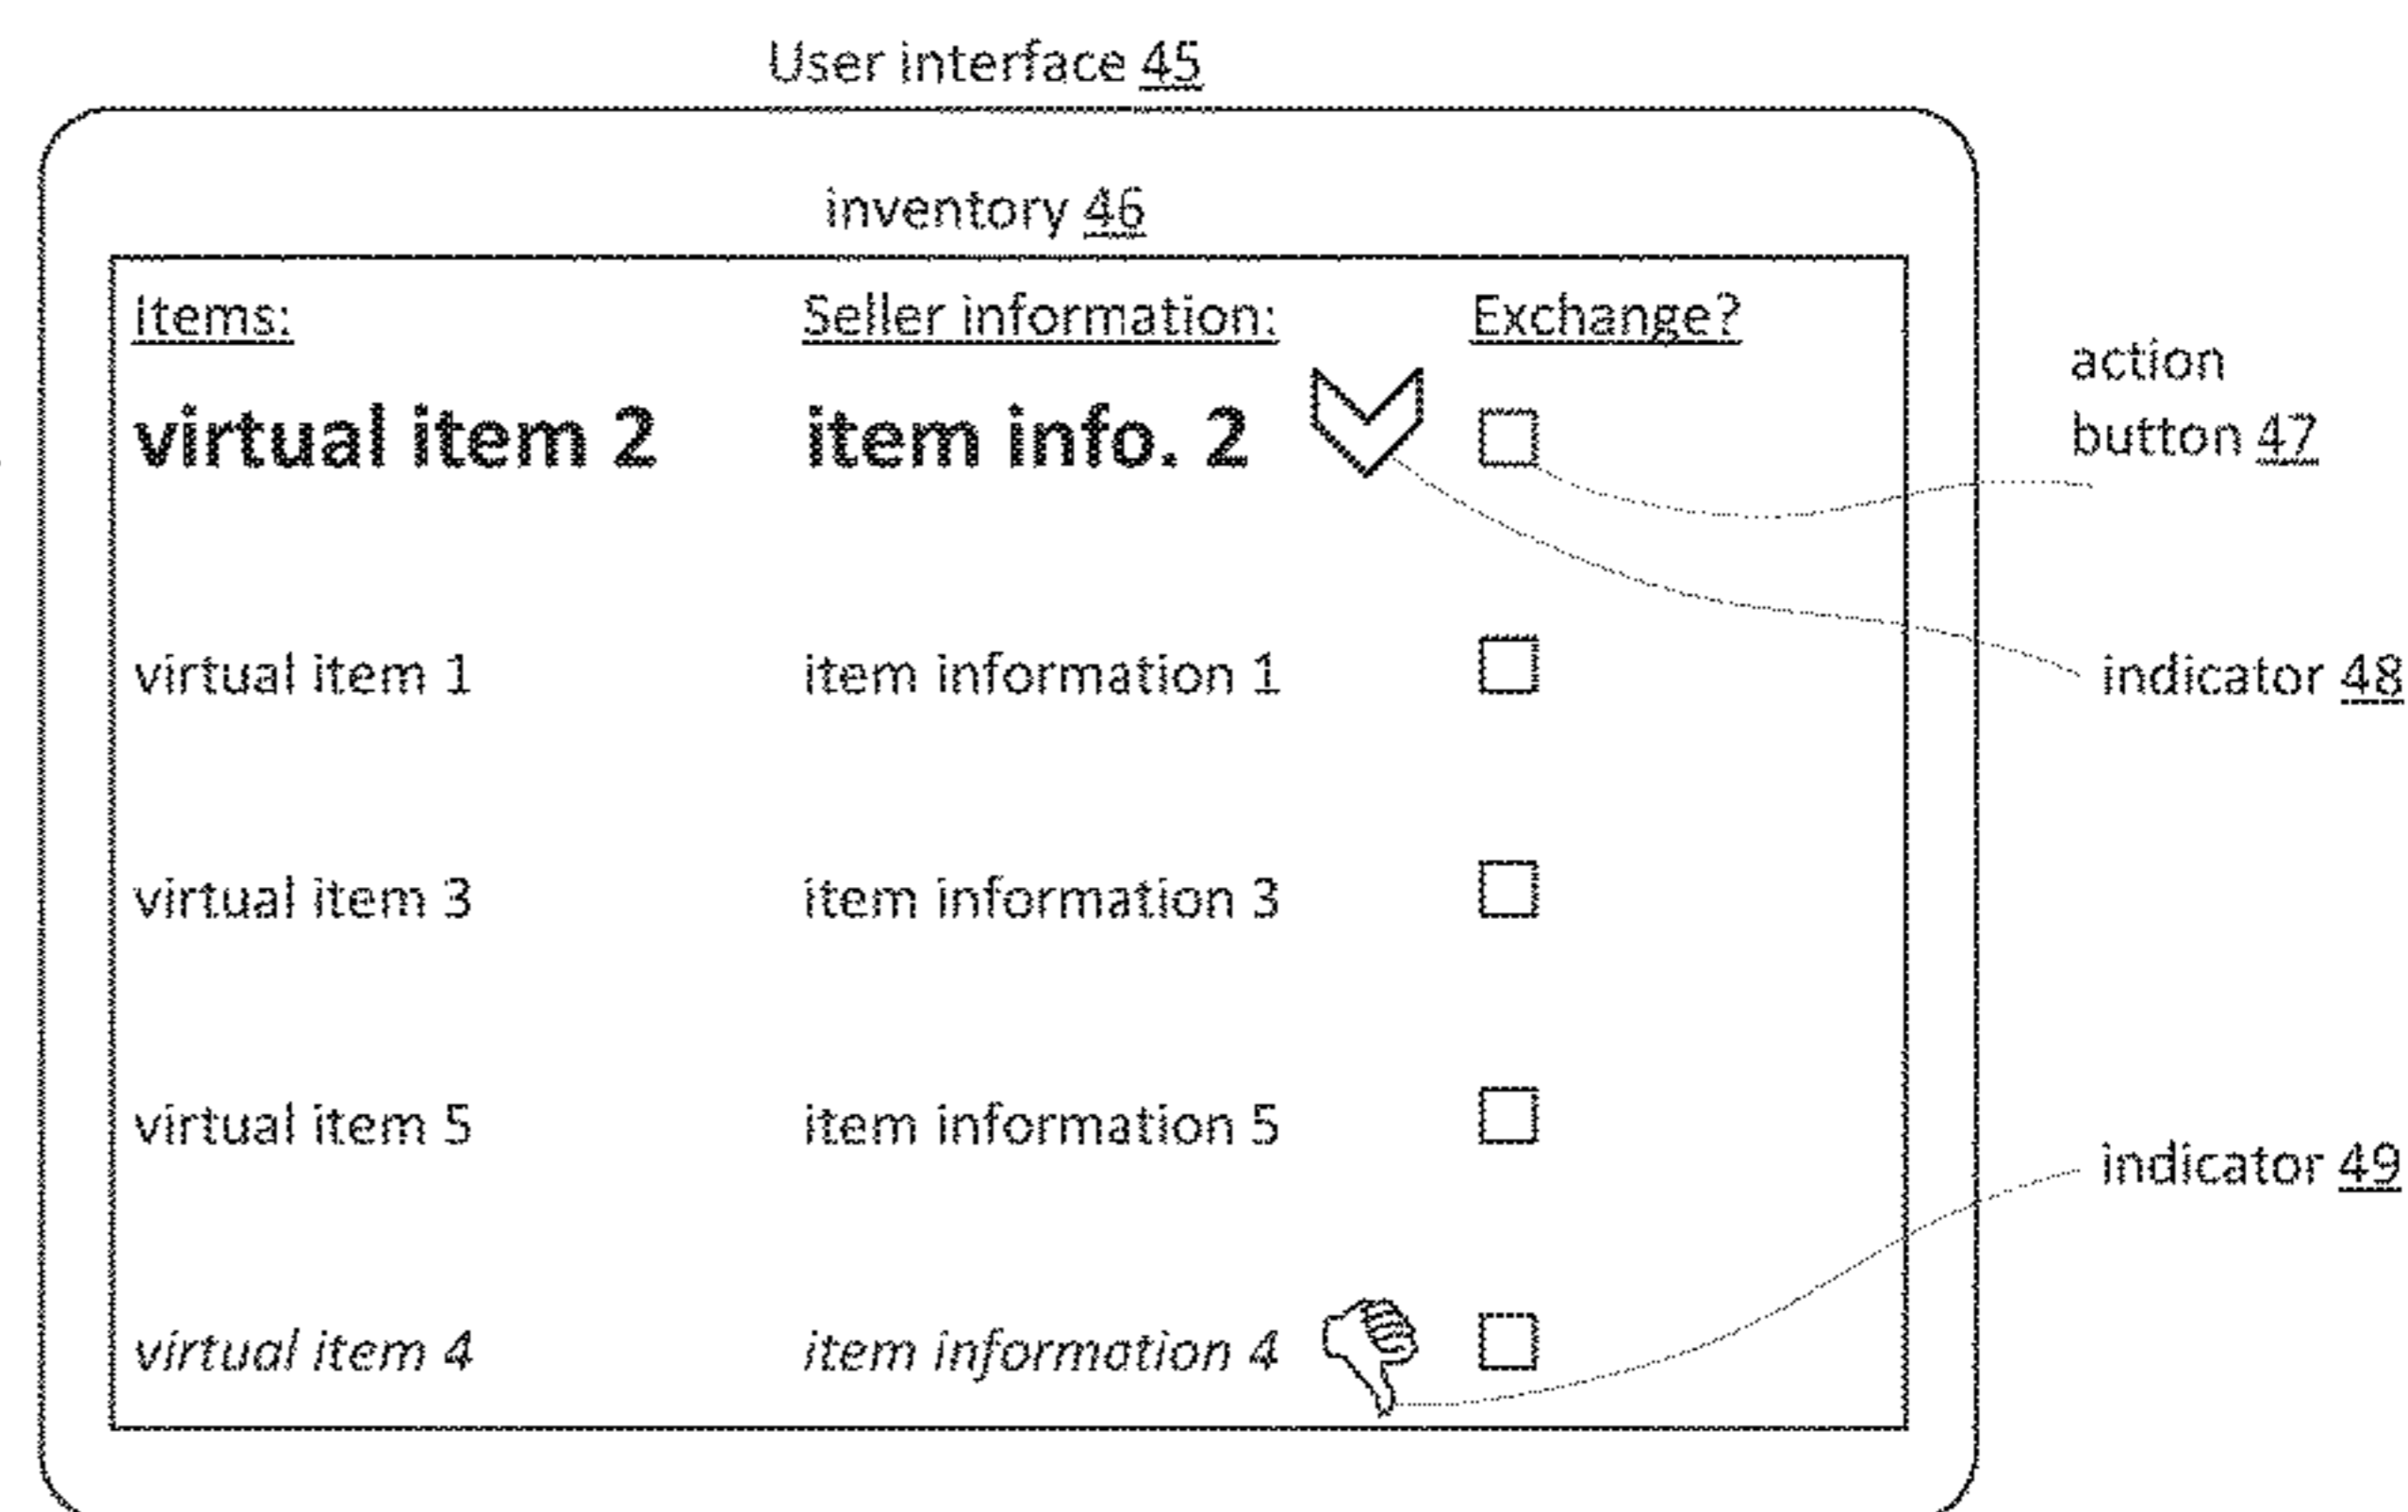 User interface 45
inventory 46
Items: Seller information: Exchange?
virtual item 2 item info. 2
action
button 47
virtual item 1 item information 1
indicator 48
virtual item 3 item information 3
virtual item 5 item information 5
indicator 49
virtual item 4 item information 4